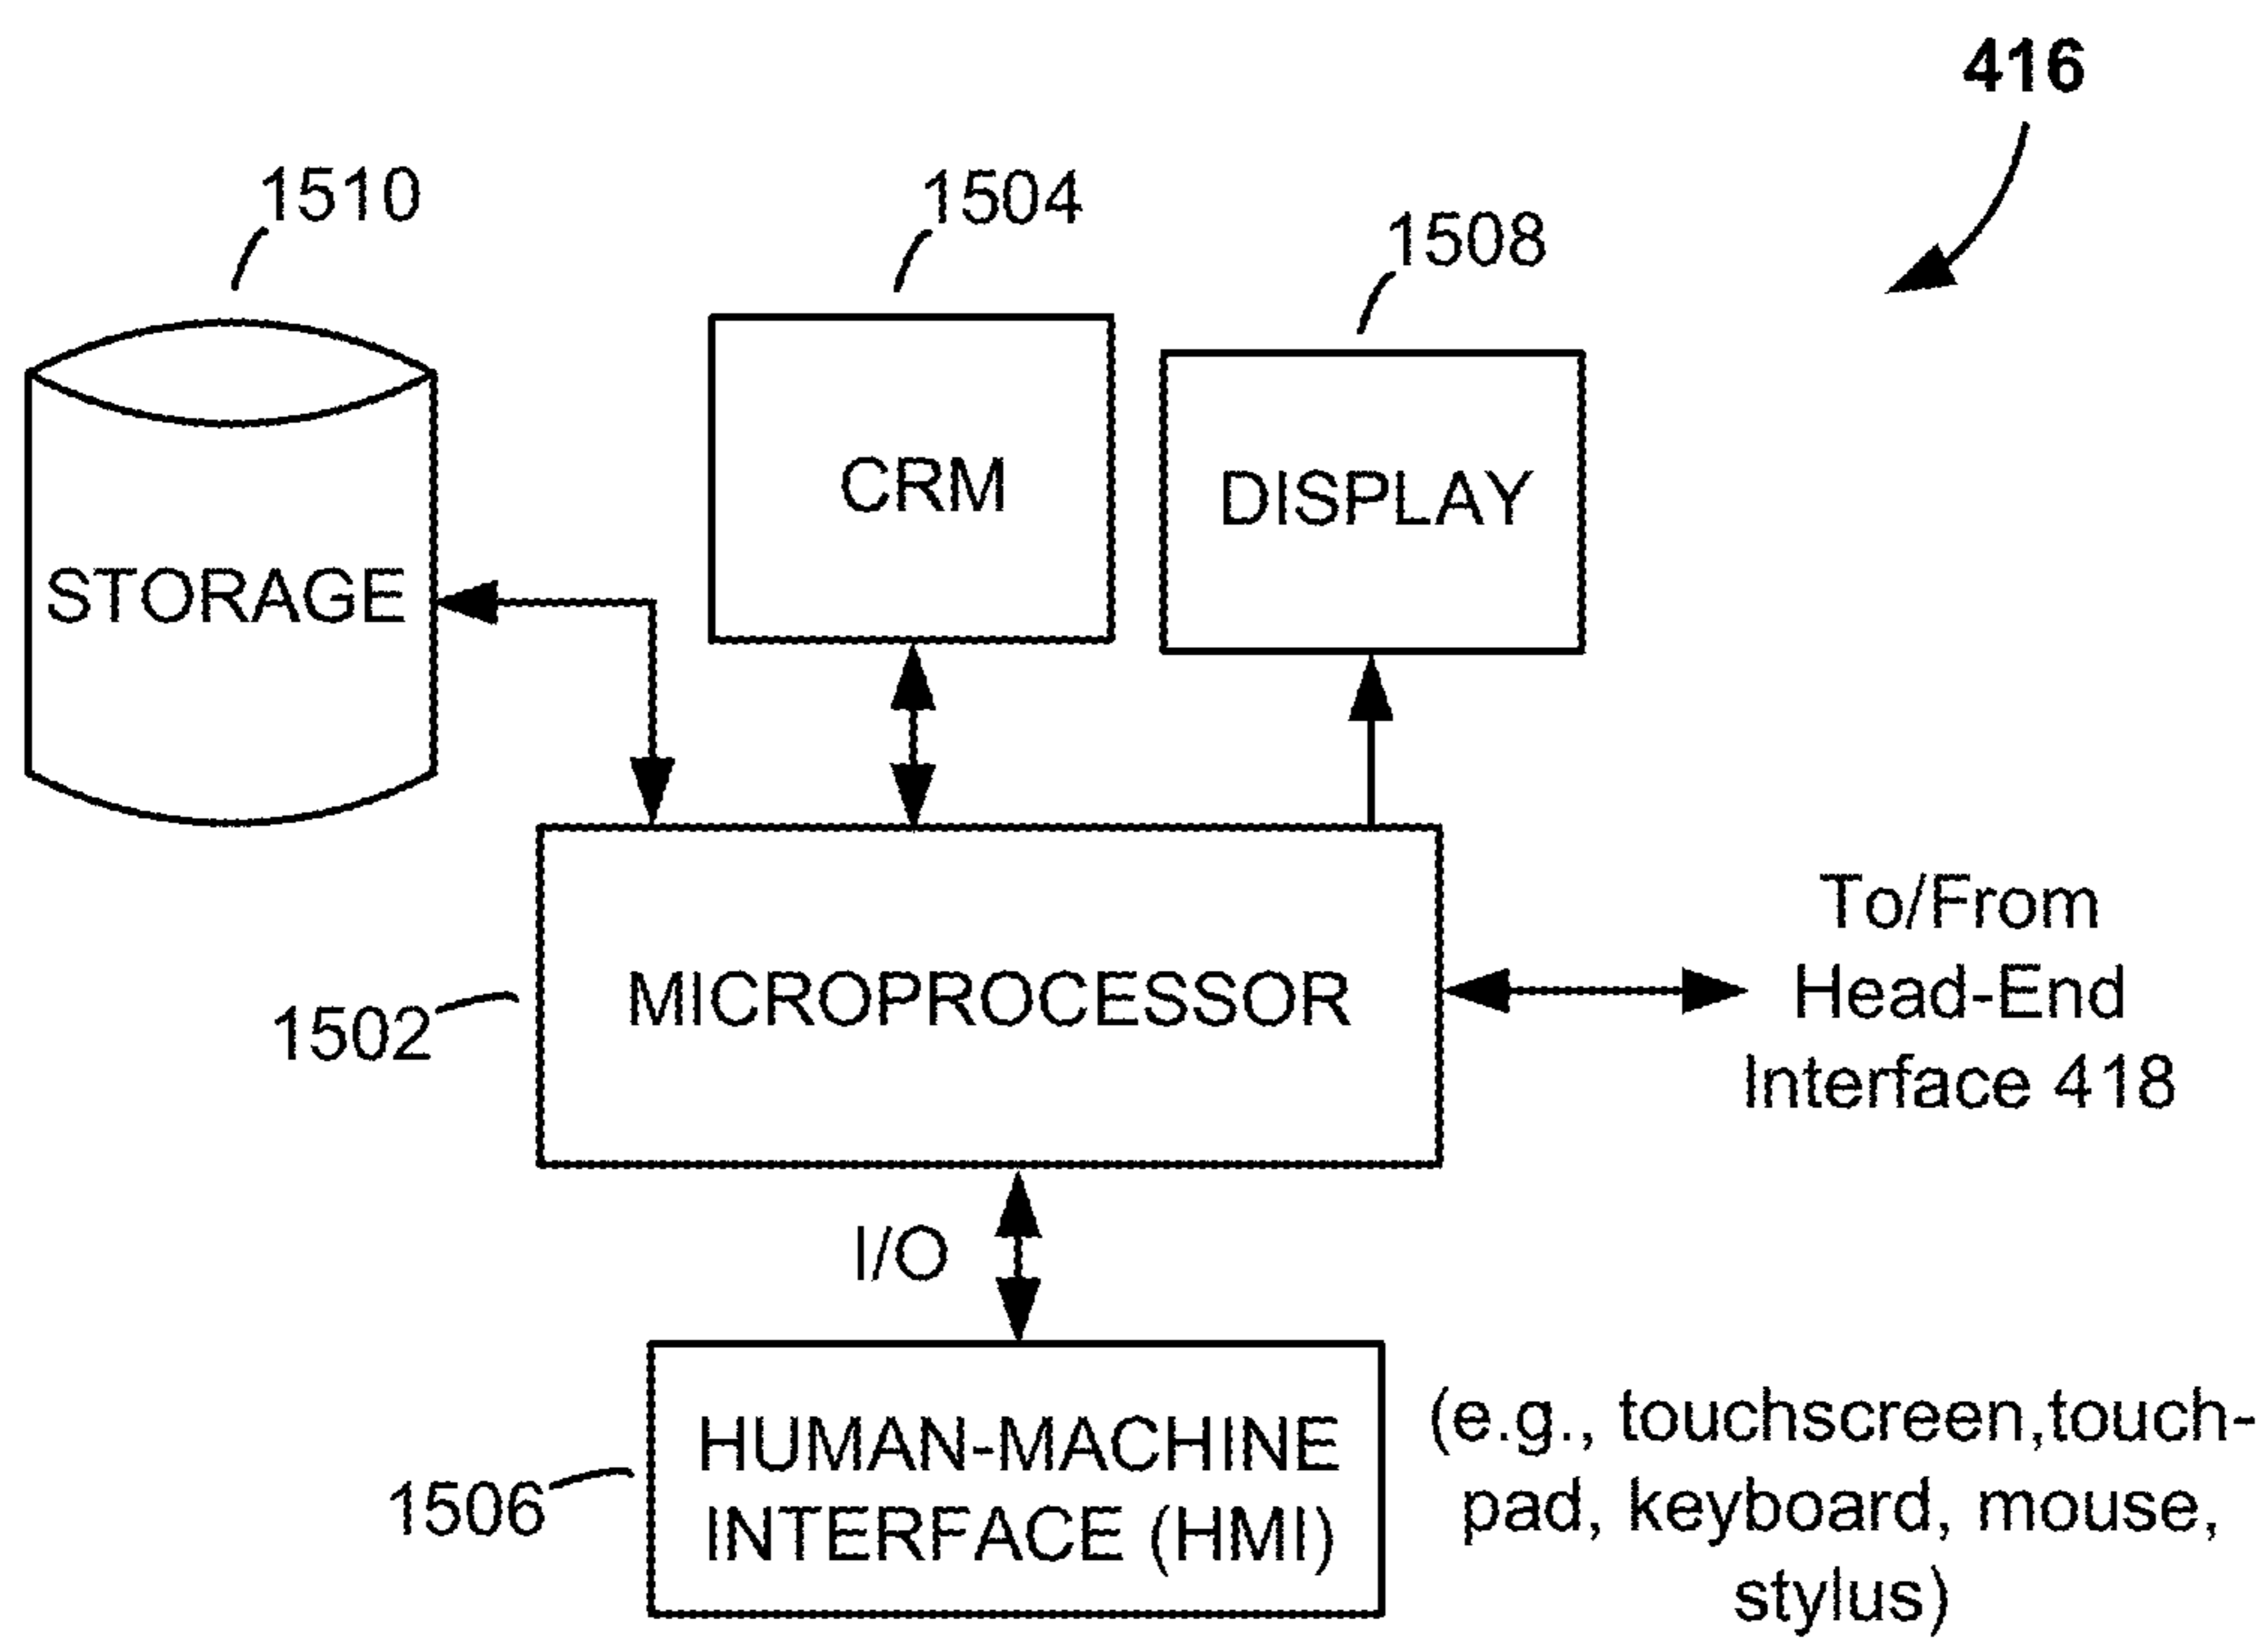 416
1510
1504
1508
CRM
DISPLAY
STORAGE
To/From
Head-End
Interface 418
MICROPROCESSOR
1502
I/O
HUMAN-MACHINE
INTERFACE (HMI)
1506
(e.g., touchscreen,touch-
pad, keyboard, mouse,
stylus)